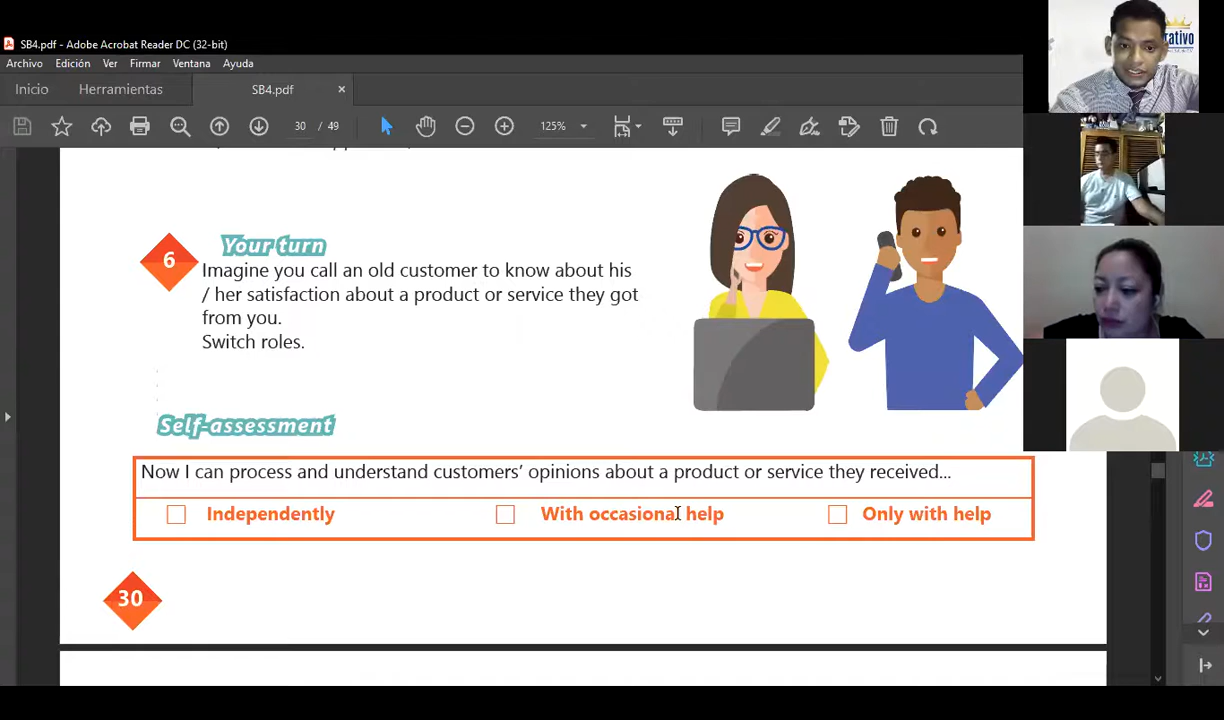 SB4.pdf - Adobe Acrobat Reader DC (32-bit)
Archivo Edición Ver Firmar Ventana Ayuda
Inicio Herramientas SB4.pdf ×
30 / 49 125%
6 Your turn
Imagine you call an old customer to know about his
/ her satisfaction about a product or service they got
from you.
Switch roles.
Self-assessment
Now I can process and understand customers' opinions about a product or service they received...
Independently With occasional help Only with help
30